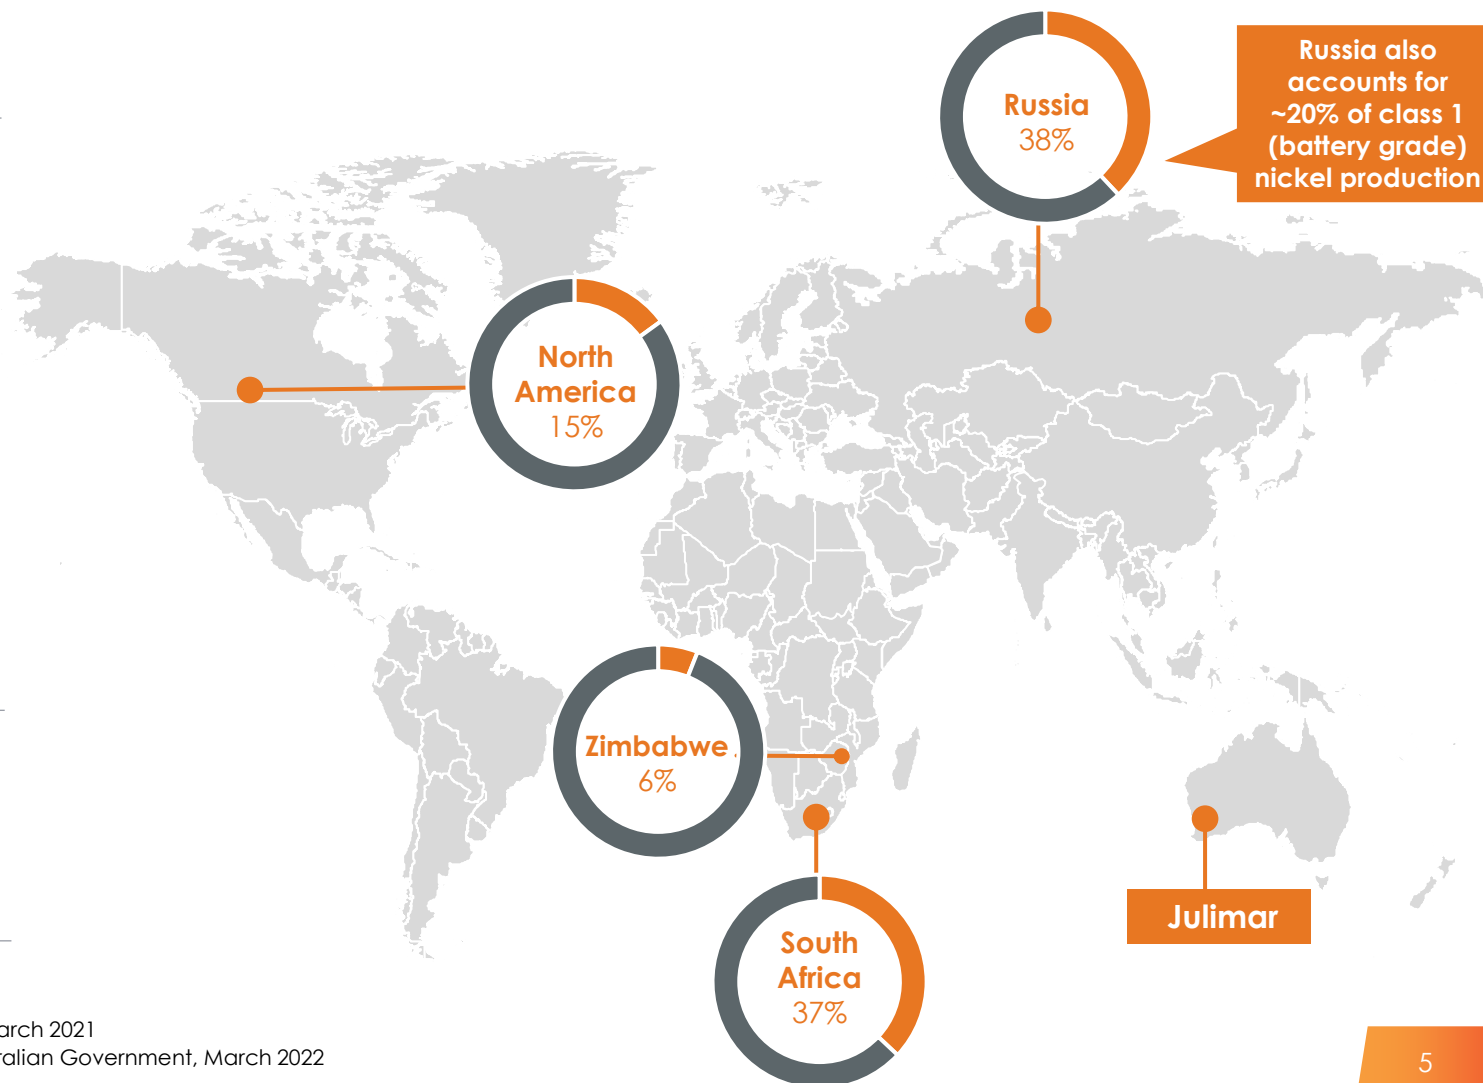 Russia
38%
Russia also
accounts for
~20% of class 1
(battery grade)
nickel production
North
America
15%
Zimbabwe
6%
Julimar
South
Africa
37%
arch 2021
ralian Government, March 2022
5